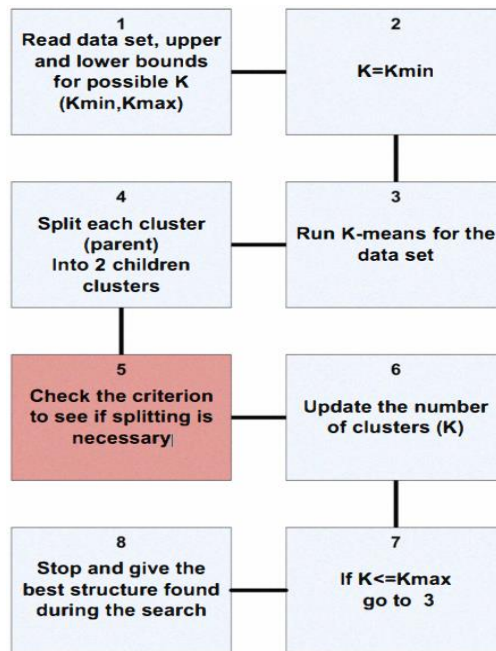 1
Read data set, upper
and lower bounds
for possible K
(Kmin,Kmax)
2
K=Kmin
3
Run K-means for the
data set
4
Split each cluster
(parent)
Into 2 children
clusters
5
Check the criterion
to see if splitting is
necessary
6
Update the number
of clusters (K)
7
If K<=Kmax
go to 3
8
Stop and give the
best structure found
during the search